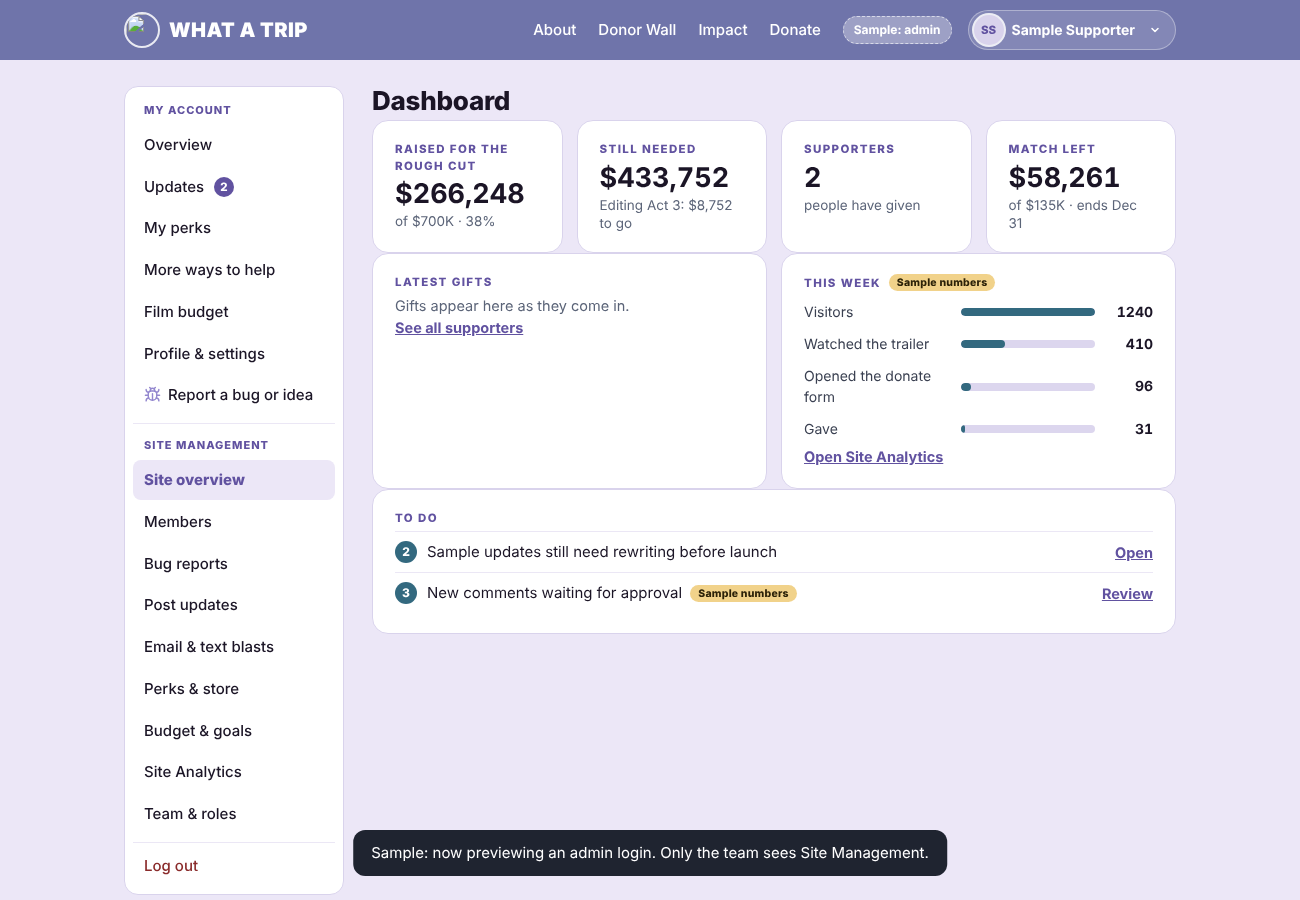 WHAT A TRIP
About
Donor Wall
Impact
Donate
Sample: admin
SS
Sample Supporter
MY ACCOUNT
Overview
Updates 2
My perks
More ways to help
Film budget
Profile & settings
Report a bug or idea
SITE MANAGEMENT
Site overview
Members
Bug reports
Post updates
Email & text blasts
Perks & store
Budget & goals
Site Analytics
Team & roles
Log out
Dashboard
RAISED FOR THE
ROUGH CUT
$266,248
of $700K · 38%
STILL NEEDED
$433,752
Editing Act 3: $8,752
to go
SUPPORTERS
2
people have given
MATCH LEFT
$58,261
of $135K · ends Dec
31
LATEST GIFTS
Gifts appear here as they come in.
See all supporters
THIS WEEK Sample numbers
Visitors 1240
Watched the trailer 410
Opened the donate
form 96
Gave 31
Open Site Analytics
TO DO
2 Sample updates still need rewriting before launch Open
3 New comments waiting for approval Sample numbers Review
Sample: now previewing an admin login. Only the team sees Site Management.